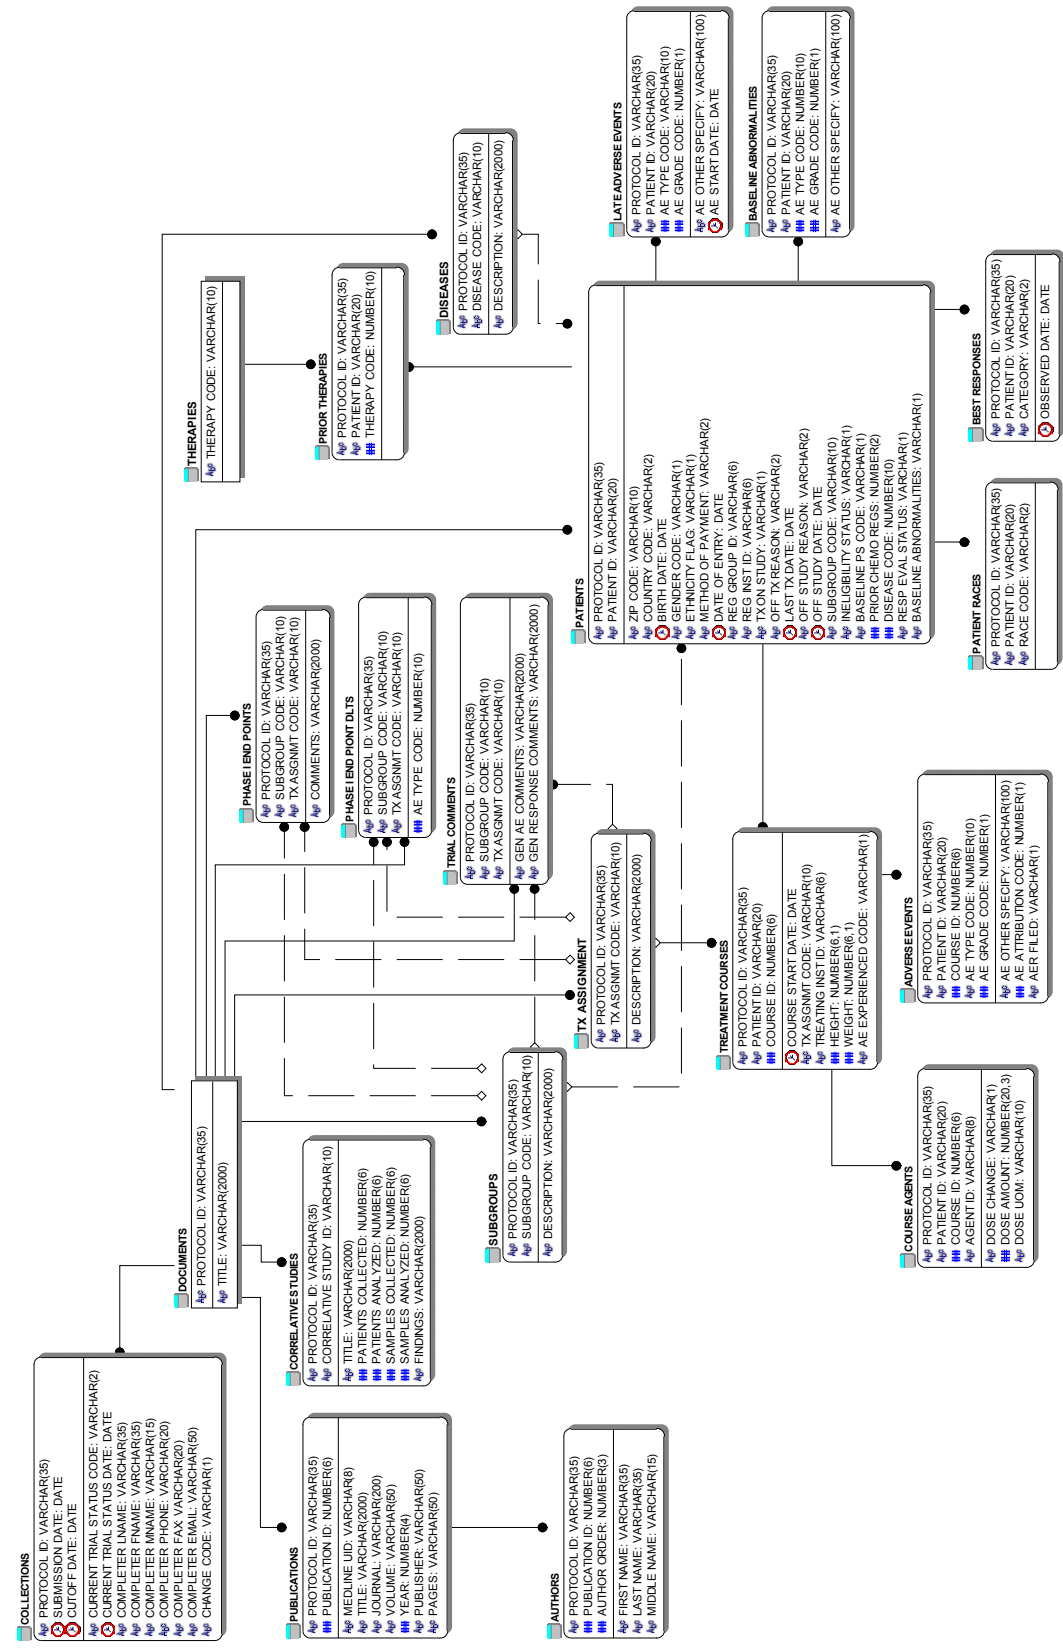 COLLECTIONS
PROTOCOL ID: VARCHAR(35)
SUBMISSION DATE: DATE
CUTOFF DATE: DATE
CURRENT TRIAL STATUS CODE: VARCHAR(2)
CURRENT TRIAL STATUS DATE: DATE
COMPLETER LNAME: VARCHAR(35)
COMPLETER FNAME: VARCHAR(35)
COMPLETER MNAME: VARCHAR(15)
COMPLETER PHONE: VARCHAR(20)
COMPLETER FAX: VARCHAR(20)
COMPLETER EMAIL: VARCHAR(50)
CHANGE CODE: VARCHAR(1)
PUBLICATIONS
PROTOCOL ID: VARCHAR(35)
PUBLICATION ID: NUMBER(6)
MEDLINE UID: VARCHAR(8)
TITLE: VARCHAR(2000)
JOURNAL: VARCHAR(200)
VOLUME: VARCHAR(50)
YEAR: NUMBER(4)
PUBLISHER: VARCHAR(50)
PAGES: VARCHAR(50)
AUTHORS
PROTOCOL ID: VARCHAR(35)
PUBLICATION ID: NUMBER(6)
AUTHOR ORDER: NUMBER(3)
FIRST NAME: VARCHAR(35)
LAST NAME: VARCHAR(35)
MIDDLE NAME: VARCHAR(15)
DOCUMENTS
PROTOCOL ID: VARCHAR(35)
TITLE: VARCHAR(2000)
CORRELATIVE STUDIES
PROTOCOL ID: VARCHAR(35)
CORRELATIVE STUDY ID: VARCHAR(10)
TITLE: VARCHAR(2000)
PATIENTS COLLECTED: NUMBER(6)
PATIENTS ANALYZED: NUMBER(6)
SAMPLES COLLECTED: NUMBER(6)
SAMPLES ANALYZED: NUMBER(6)
FINDINGS: VARCHAR(2000)
SUBGROUPS
PROTOCOL ID: VARCHAR(35)
SUBGROUP CODE: VARCHAR(10)
DESCRIPTION: VARCHAR(2000)
TX ASSIGNMENT
PROTOCOL ID: VARCHAR(35)
TX ASGNMT CODE: VARCHAR(10)
DESCRIPTION: VARCHAR(2000)
TREATMENT COURSES
PROTOCOL ID: VARCHAR(35)
PATIENT ID: VARCHAR(20)
COURSE ID: NUMBER(6)
COURSE START DATE: DATE
TX ASGNMT CODE: VARCHAR(10)
TREATING INST ID: VARCHAR(6)
HEIGHT: NUMBER(6,1)
WEIGHT: NUMBER(6,1)
AE EXPERIENCED CODE: VARCHAR(1)
COURSE AGENTS
PROTOCOL ID: VARCHAR(35)
PATIENT ID: VARCHAR(20)
COURSE ID: NUMBER(6)
AGENT ID: VARCHAR(8)
DOSE CHANGE: VARCHAR(1)
DOSE AMOUNT: NUMBER(20,3)
DOSE UOM: VARCHAR(10)
ADVERSE EVENTS
PROTOCOL ID: VARCHAR(35)
PATIENT ID: VARCHAR(20)
COURSE ID: NUMBER(6)
AE TYPE CODE: NUMBER(10)
AE GRADE CODE: NUMBER(1)
AE OTHER SPECIFY: VARCHAR(100)
AE ATTRIBUTION CODE: NUMBER(1)
AER FILED: VARCHAR(1)
PHASE I END POINTS
PROTOCOL ID: VARCHAR(35)
SUBGROUP CODE: VARCHAR(10)
TX ASGNMT CODE: VARCHAR(10)
COMMENTS: VARCHAR(2000)
PHASE I END PIONT DLTS
PROTOCOL ID: VARCHAR(35)
SUBGROUP CODE: VARCHAR(10)
TX ASGNMT CODE: VARCHAR(10)
AE TYPE CODE: NUMBER(10)
TRIAL COMMENTS
PROTOCOL ID: VARCHAR(35)
SUBGROUP CODE: VARCHAR(10)
TX ASGNMT CODE: VARCHAR(10)
GEN AE COMMENTS: VARCHAR(2000)
GEN RESPONSE COMMENTS: VARCHAR(2000)
THERAPIES
THERAPY CODE: VARCHAR(10)
PRIOR THERAPIES
PROTOCOL ID: VARCHAR(35)
PATIENT ID: VARCHAR(20)
THERAPY CODE: NUMBER(10)
DISEASES
PROTOCOL ID: VARCHAR(35)
DISEASE CODE: VARCHAR(10)
DESCRIPTION: VARCHAR(2000)
PATIENTS
PROTOCOL ID: VARCHAR(35)
PATIENT ID: VARCHAR(20)
ZIP CODE: VARCHAR(10)
COUNTRY CODE: VARCHAR(2)
BIRTH DATE: DATE
GENDER CODE: VARCHAR(1)
ETHNICITY FLAG: VARCHAR(1)
METHOD OF PAYMENT: VARCHAR(2)
DATE OF ENTRY: DATE
REG GROUP ID: VARCHAR(6)
REG INST ID: VARCHAR(6)
TX ON STUDY: VARCHAR(1)
OFF TX REASON: VARCHAR(2)
LAST TX DATE: DATE
OFF STUDY REASON: VARCHAR(2)
OFF STUDY DATE: DATE
SUBGROUP CODE: VARCHAR(10)
INELIGIBILITY STATUS: VARCHAR(1)
BASELINE PS CODE: VARCHAR(1)
PRIOR CHEMO REGS: NUMBER(2)
DISEASE CODE: NUMBER(10)
RESP EVAL STATUS: VARCHAR(1)
BASELINE ABNORMALITIES: VARCHAR(1)
LATE ADVERSE EVENTS
PROTOCOL ID: VARCHAR(35)
PATIENT ID: VARCHAR(20)
AE TYPE CODE: VARCHAR(10)
AE GRADE CODE: NUMBER(1)
AE OTHER SPECIFY: VARCHAR(100)
AE START DATE: DATE
BASELINE ABNORMALITIES
PROTOCOL ID: VARCHAR(35)
PATIENT ID: VARCHAR(20)
AE TYPE CODE: NUMBER(10)
AE GRADE CODE: NUMBER(1)
AE OTHER SPECIFY: VARCHAR(100)
PATIENT RACES
PROTOCOL ID: VARCHAR(35)
PATIENT ID: VARCHAR(20)
RACE CODE: VARCHAR(2)
BEST RESPONSES
PROTOCOL ID: VARCHAR(35)
PATIENT ID: VARCHAR(20)
CATEGORY: VARCHAR(2)
OBSERVED DATE: DATE